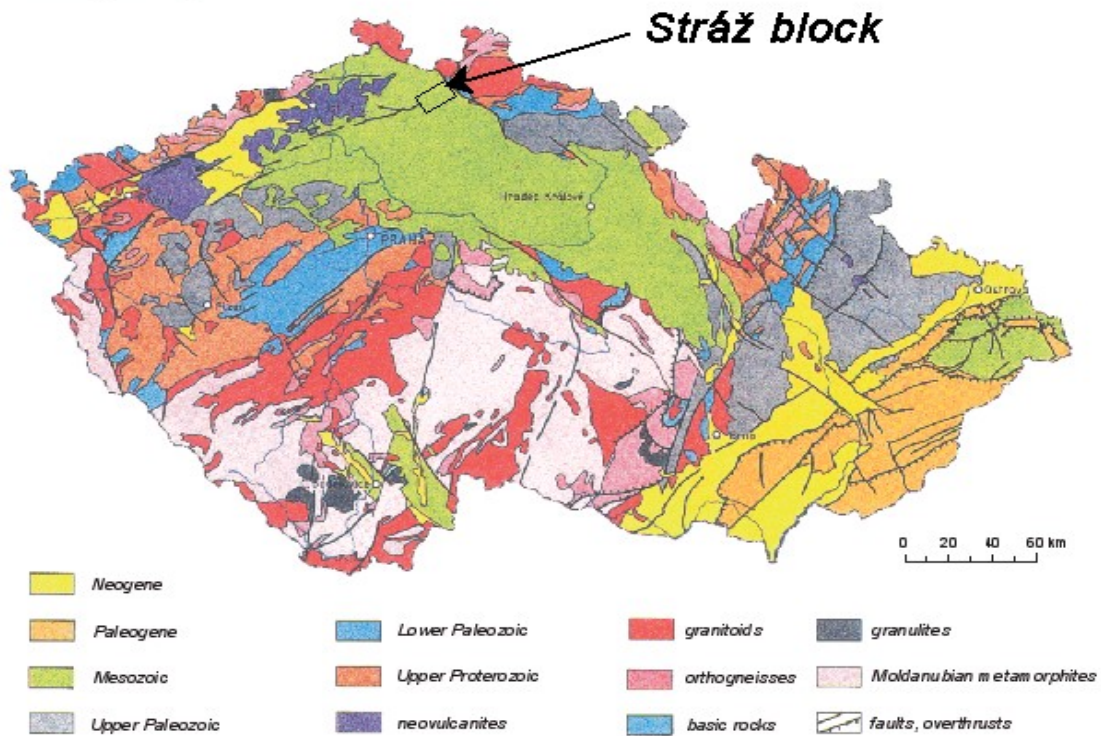 Stráž block
Hradec Králové
PRAHA
Ostrava
Brno
0 20 40 60 km
Neogene
Paleogene
Lower Paleozoic
granitoids
granulites
Mesozoic
Upper Proterozoic
orthogneisses
Moldanubian metamorphites
Upper Paleozoic
neovulcanites
basic rocks
faults, overthrusts